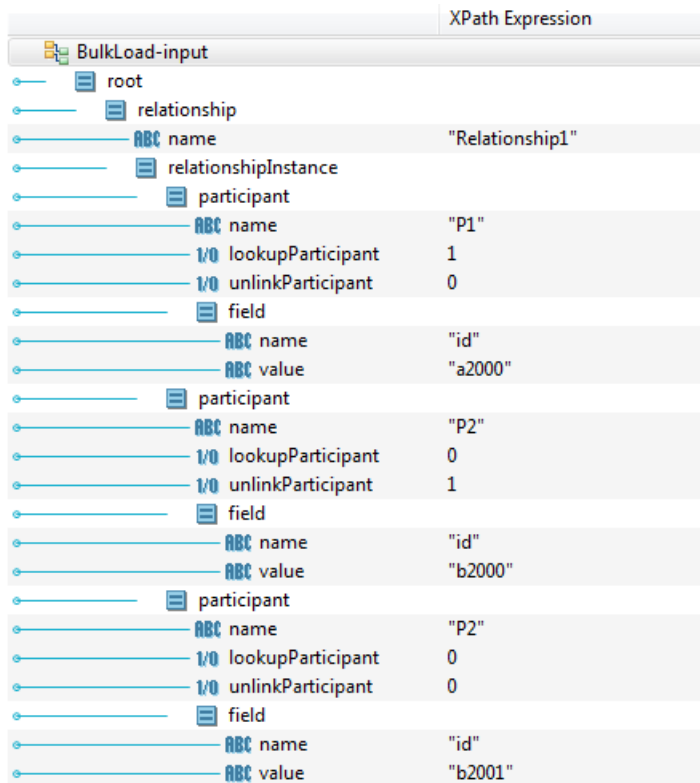 XPath Expression
BulkLoad-input
root
relationship
ABC name "Relationship1"
relationshipInstance
participant
ABC name "P1"
1/0 lookupParticipant 1
1/0 unlinkParticipant 0
field
ABC name "id"
ABC value "a2000"
participant
ABC name "P2"
1/0 lookupParticipant 0
1/0 unlinkParticipant 1
field
ABC name "id"
ABC value "b2000"
participant
ABC name "P2"
1/0 lookupParticipant 0
1/0 unlinkParticipant 0
field
ABC name "id"
ABC value "b2001"